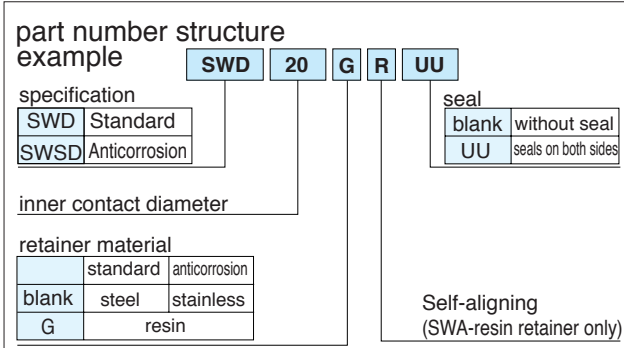 part number structure
example
SWD 20 G R UU
specification
SWD Standard
SWSD Anticorrosion
seal
blank without seal
UU seals on both sides
inner contact diameter
retainer material
standard anticorrosion
blank steel stainless
G resin
Self-aligning
(SWA-resin retainer only)